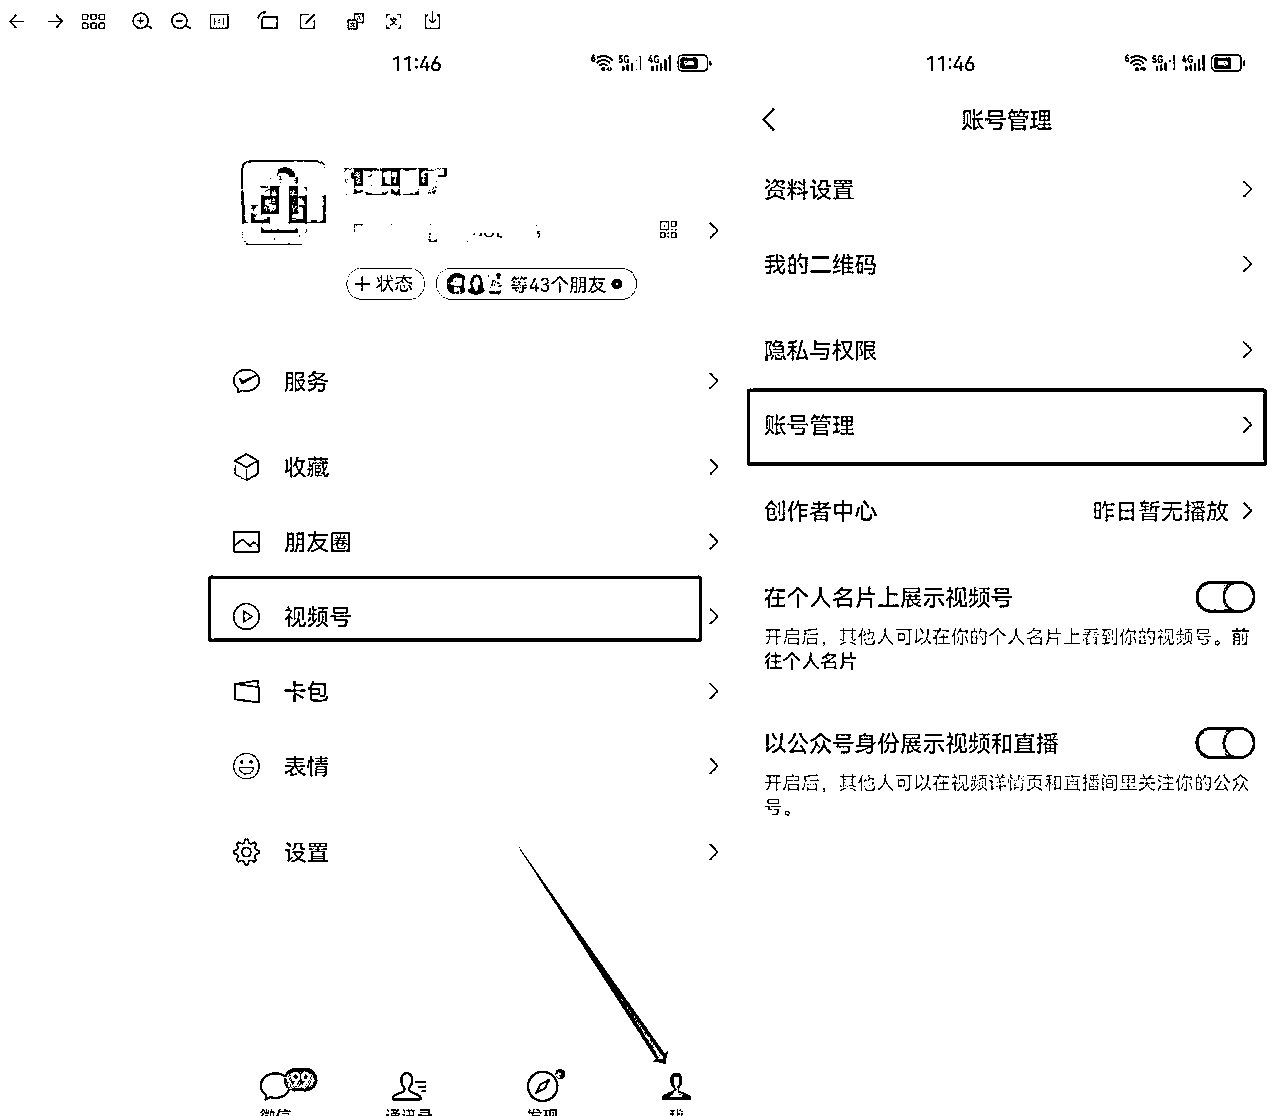 11:46
+ 状态
等43个朋友
服务
收藏
朋友圈
视频号
卡包
表情
设置
微信
通讯录
发现
我
11:46
账号管理
资料设置
我的二维码
隐私与权限
账号管理
创作者中心 昨日暂无播放
在个人名片上展示视频号
开启后，其他人可以在你的个人名片上看到你的视频号。前
往个人名片
以公众号身份展示视频和直播
开启后，其他人可以在视频详情页和直播间里关注你的公众
号。